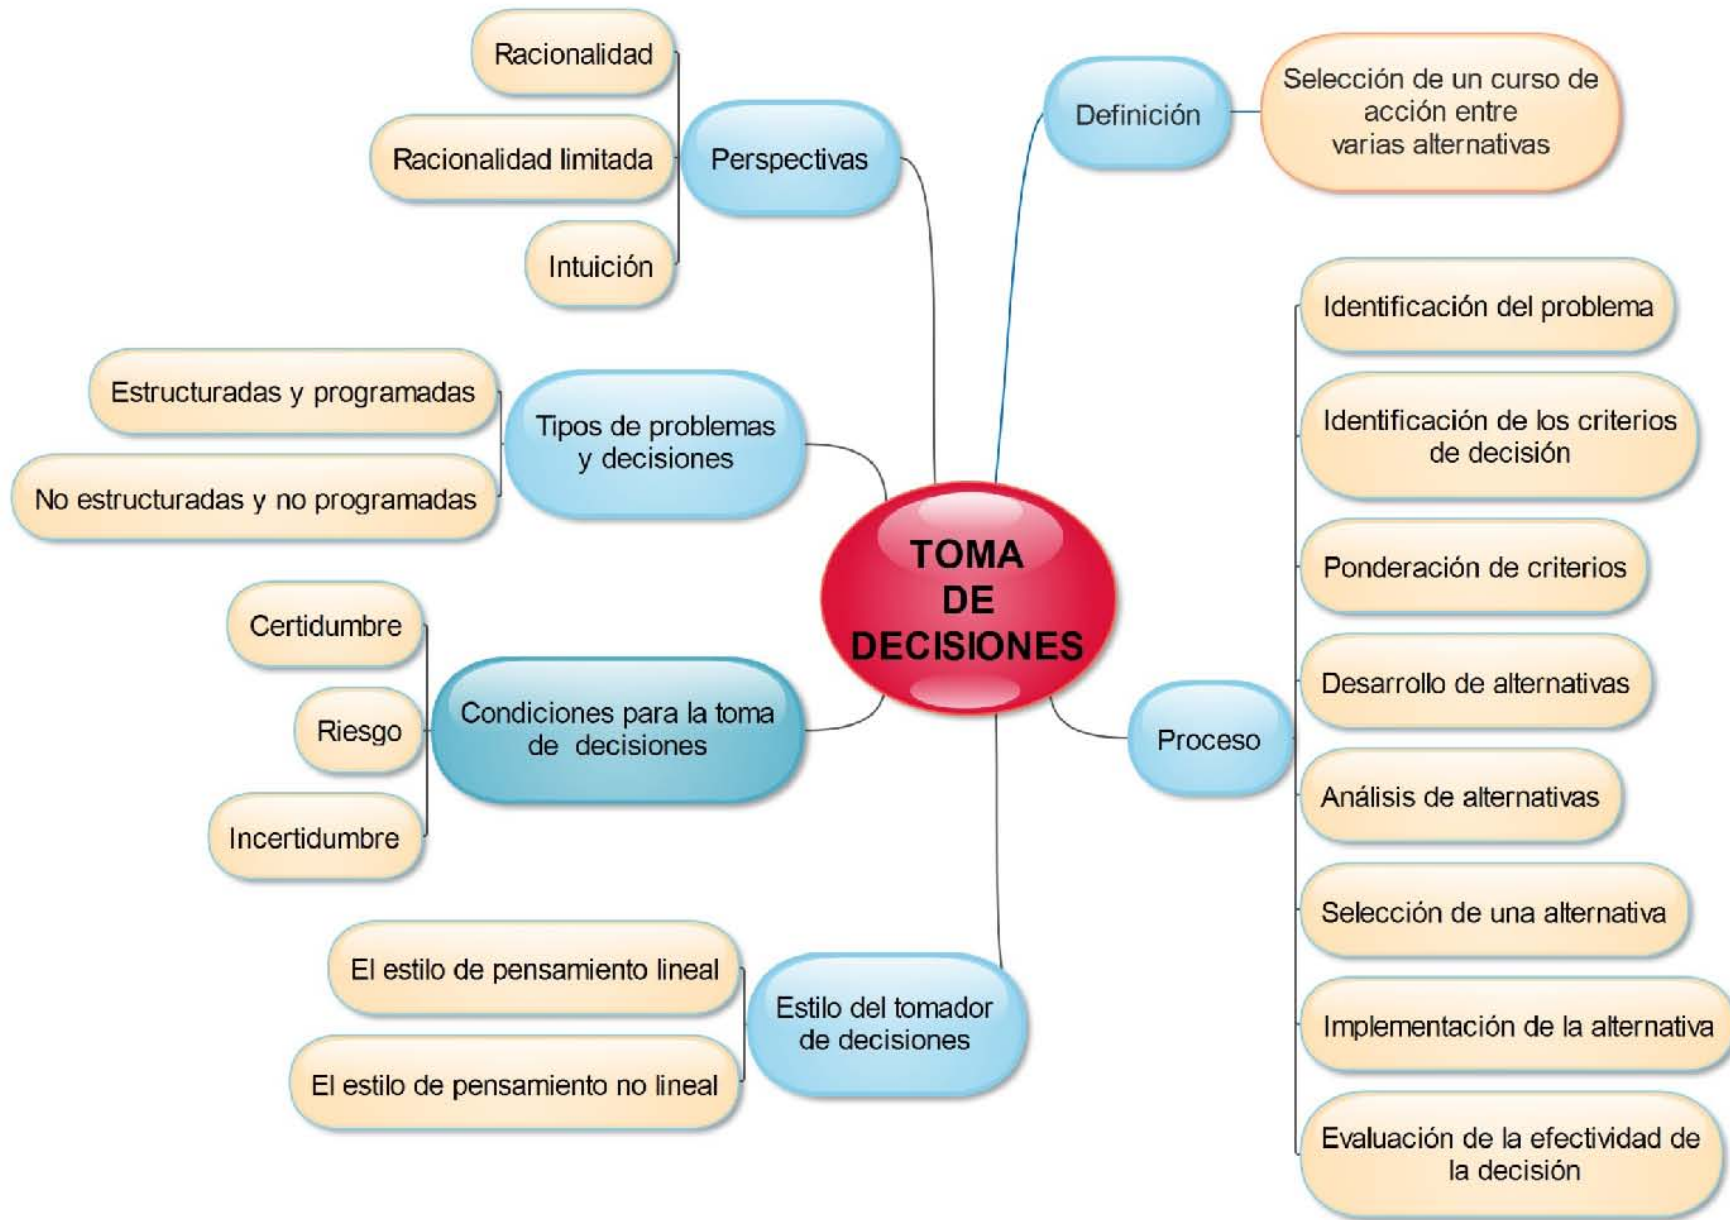 TOMA
DE
DECISIONES
Definición
Selección de un curso de
acción entre
varias alternativas
Proceso
Identificación del problema
Identificación de los criterios
de decisión
Ponderación de criterios
Desarrollo de alternativas
Análisis de alternativas
Selección de una alternativa
Implementación de la alternativa
Evaluación de la efectividad de
la decisión
Perspectivas
Racionalidad
Racionalidad limitada
Intuición
Tipos de problemas
y decisiones
Estructuradas y programadas
No estructuradas y no programadas
Condiciones para la toma
de decisiones
Certidumbre
Riesgo
Incertidumbre
Estilo del tomador
de decisiones
El estilo de pensamiento lineal
El estilo de pensamiento no lineal